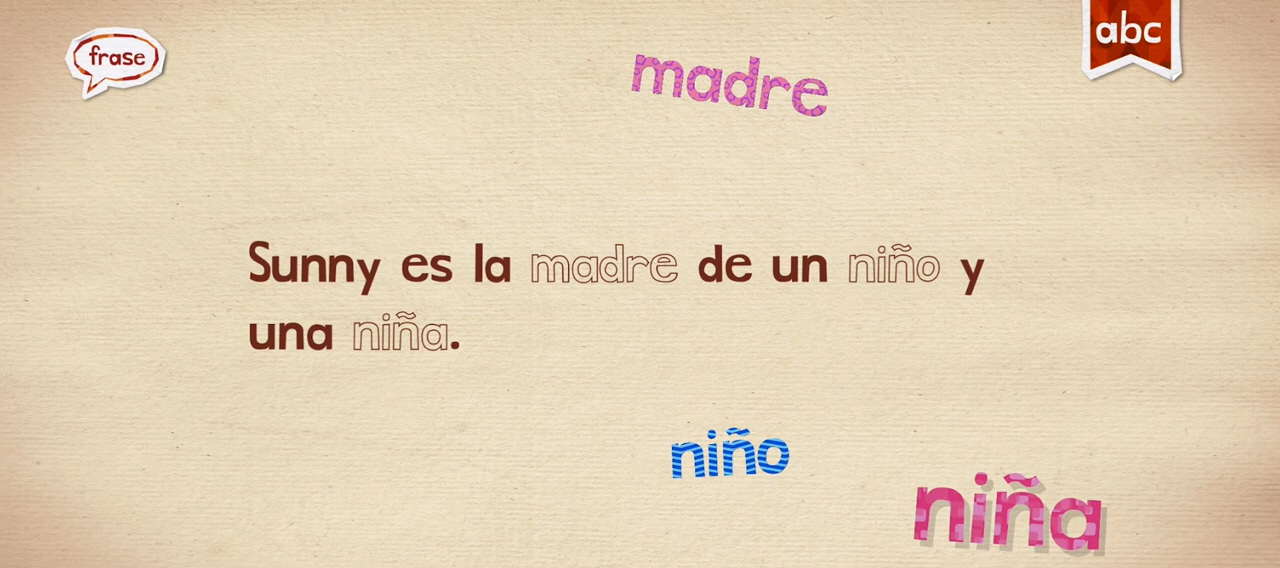 frase
abc
madre
Sunny es la madre de un niño y
una niña.
niño
niña